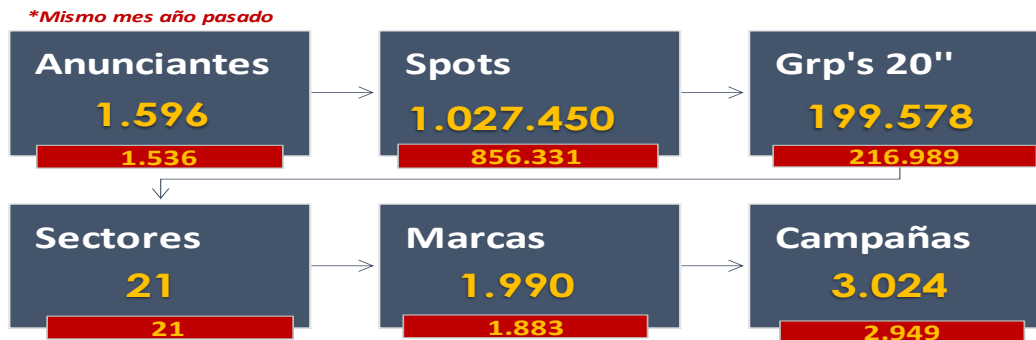 *Mismo mes año pasado
Anunciantes
1.596
1.536
Spots
1.027.450
856.331
Grp's 20''
199.578
216.989
Sectores
21
21
Marcas
1.990
1.883
Campañas
3.024
2.949